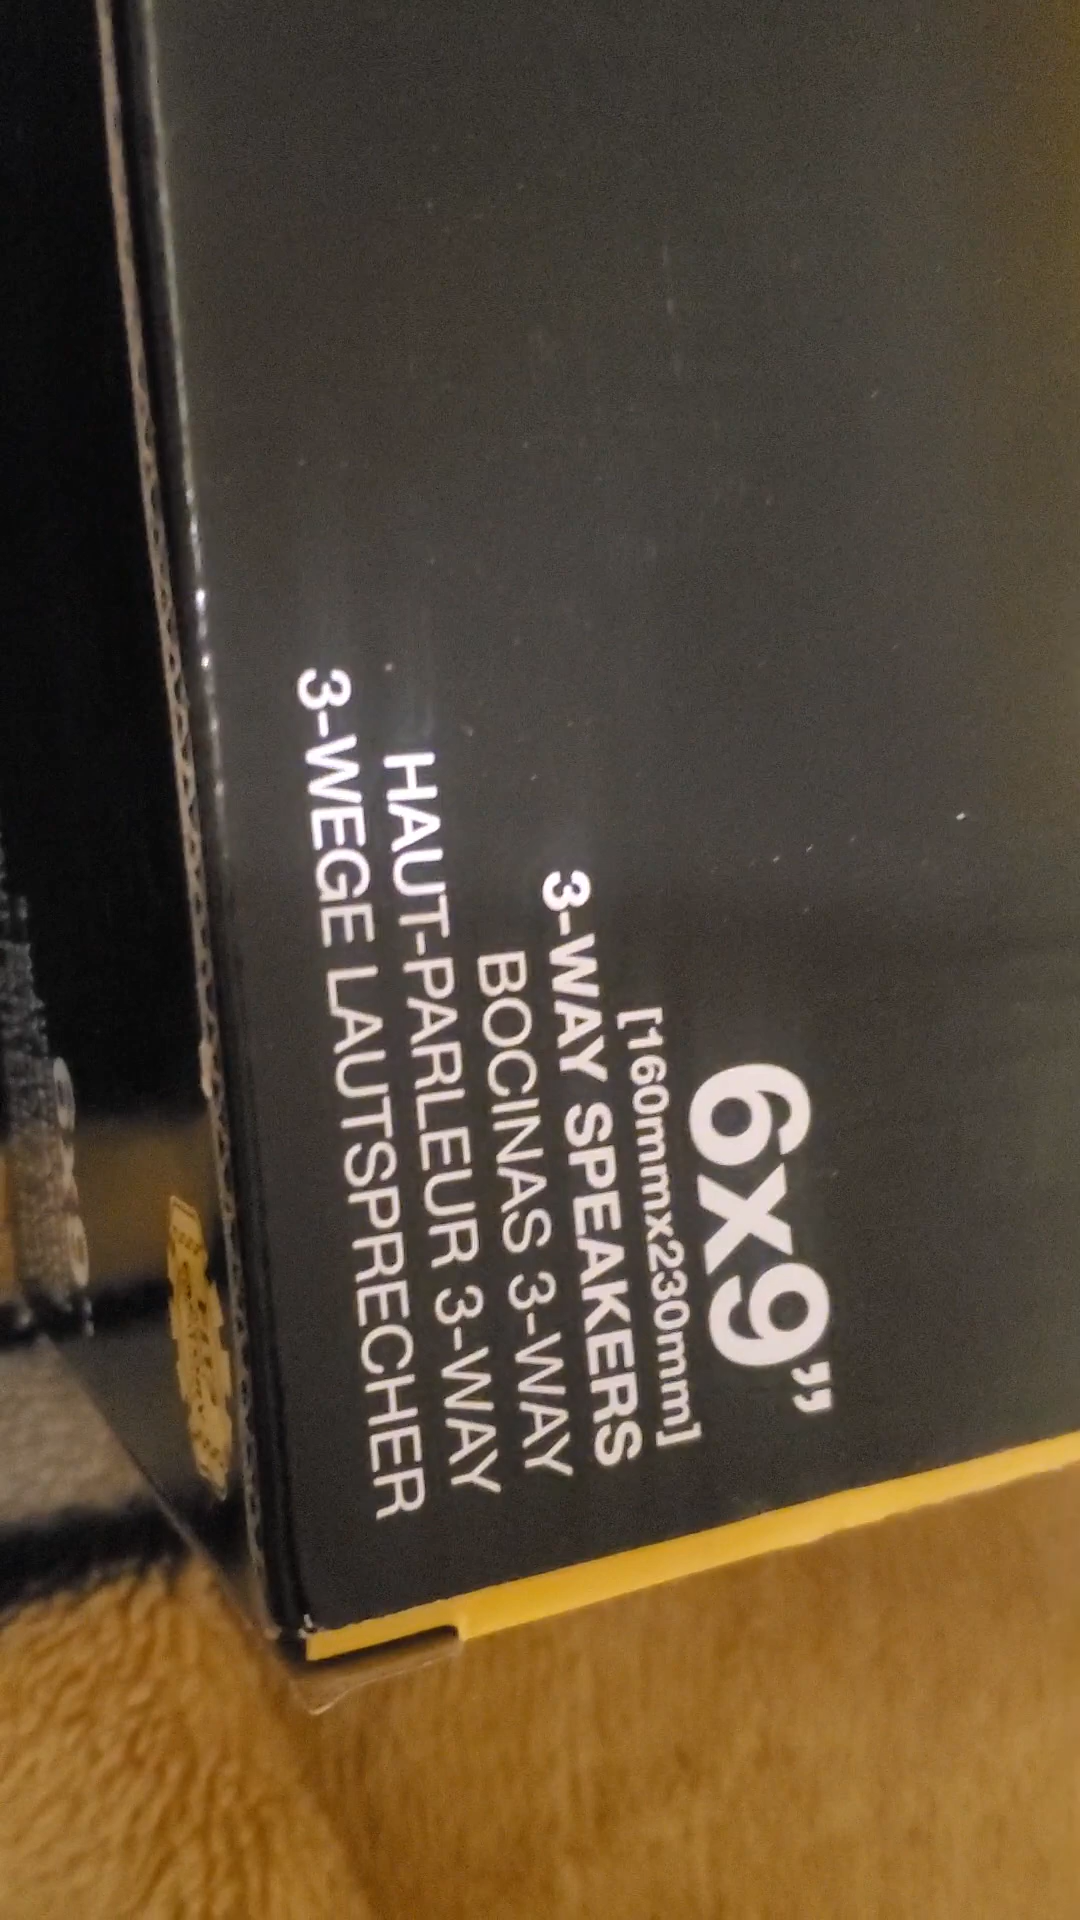 6x9”
[160mmx230mm]
3-WAY SPEAKERS
BOCINAS 3-WAY
HAUT-PARLEUR 3-WAY
3-WEGE LAUTSPRECHER